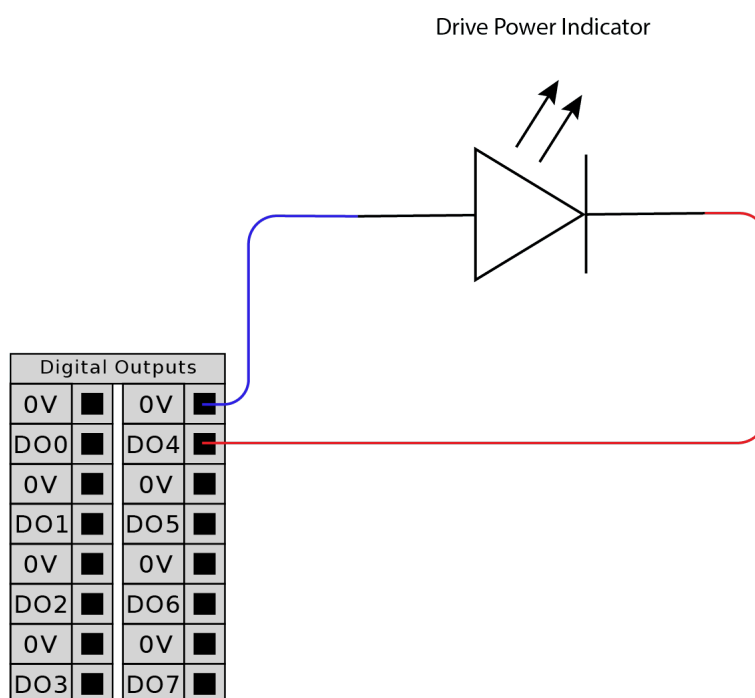 Drive Power Indicator
Digital Outputs
0V 0V
DO0 DO4
0V 0V
DO1 DO5
0V 0V
DO2 DO6
0V 0V
DO3 DO7